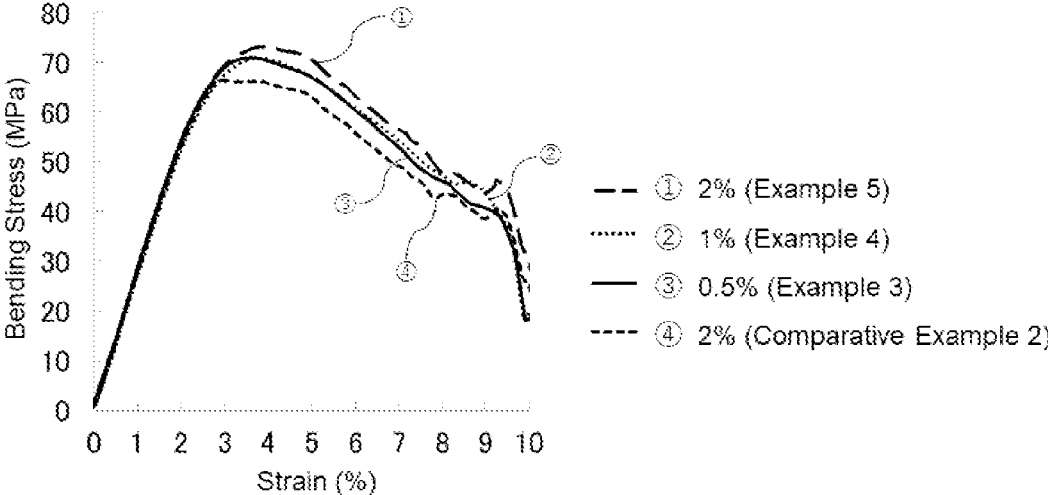 80
70
60
50
40
30
20
10
0
Bending Stress (MPa)
0 1 2 3 4 5 6 7 8 9 10
Strain (%)
①
②
③
④
① 2% (Example 5)
② 1% (Example 4)
③ 0.5% (Example 3)
④ 2% (Comparative Example 2)